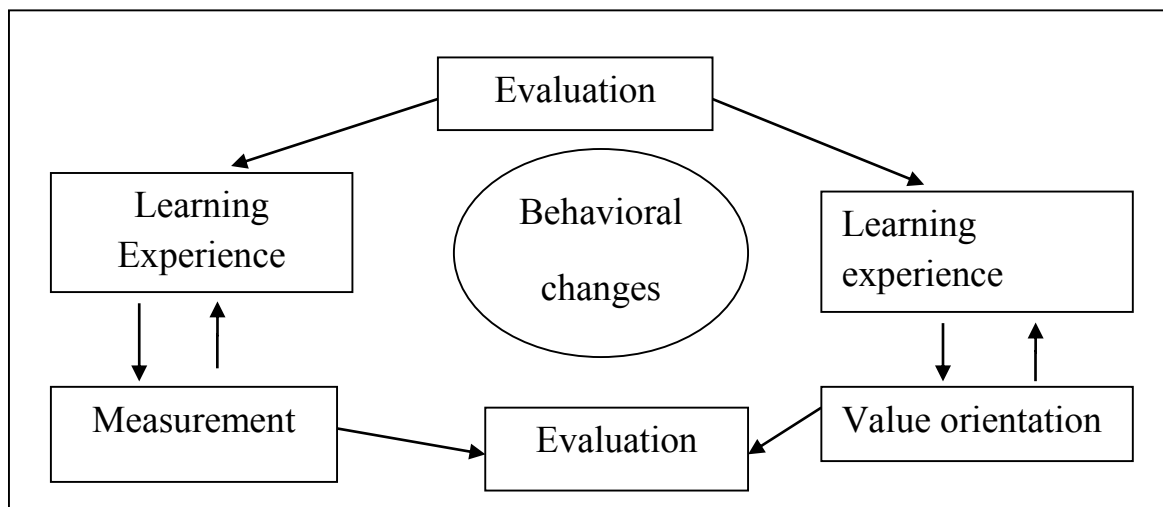 Evaluation
Learning
Experience
Behavioral
changes
Learning
experience
Measurement
Evaluation
Value orientation